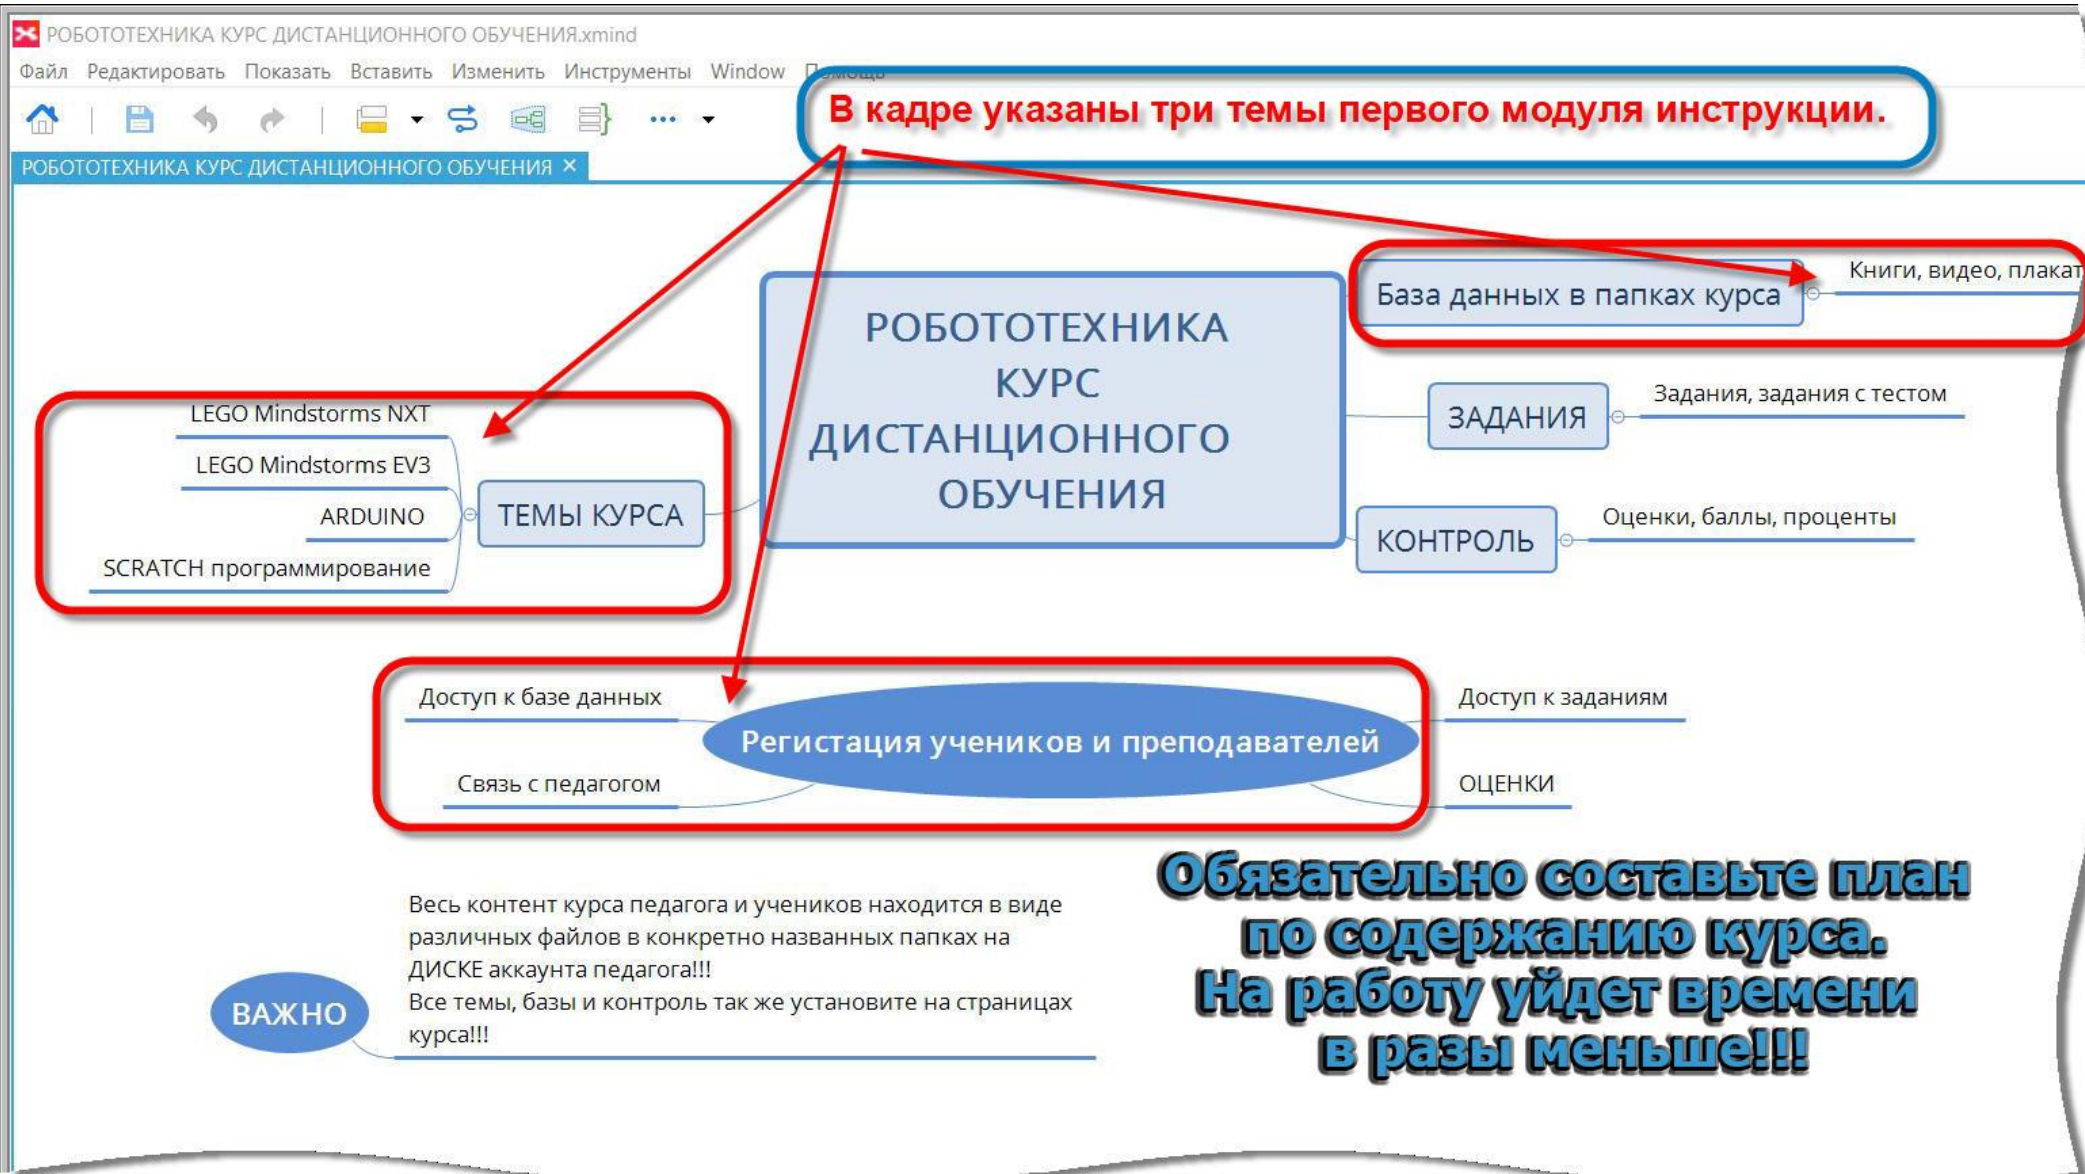 РОБОТОТЕХНИКА КУРС ДИСТАНЦИОННОГО ОБУЧЕНИЯ.xmind
Файл Редактировать Показать Вставить Изменить Инструменты Window Помощь
В кадре указаны три темы первого модуля инструкции.
РОБОТОТЕХНИКА КУРС ДИСТАНЦИОННОГО ОБУЧЕНИЯ
РОБОТОТЕХНИКА
КУРС
ДИСТАНЦИОННОГО
ОБУЧЕНИЯ
База данных в папках курса
Книги, видео, плакат
ЗАДАНИЯ
Задания, задания с тестом
КОНТРОЛЬ
Оценки, баллы, проценты
LEGO Mindstorms NXT
LEGO Mindstorms EV3
ARDUINO
SCRATCH программирование
ТЕМЫ КУРСА
Доступ к базе данных
Связь с педагогом
Регистация учеников и преподавателей
Доступ к заданиям
ОЦЕНКИ
ВАЖНО
Весь контент курса педагога и учеников находится в виде
различных файлов в конкретно названных папках на
ДИСКЕ аккаунта педагога!!!
Все темы, базы и контроль так же установите на страницах
курса!!!
Обязательно составьте план
по содержанию курса.
На работу уйдет времени
в разы меньше!!!